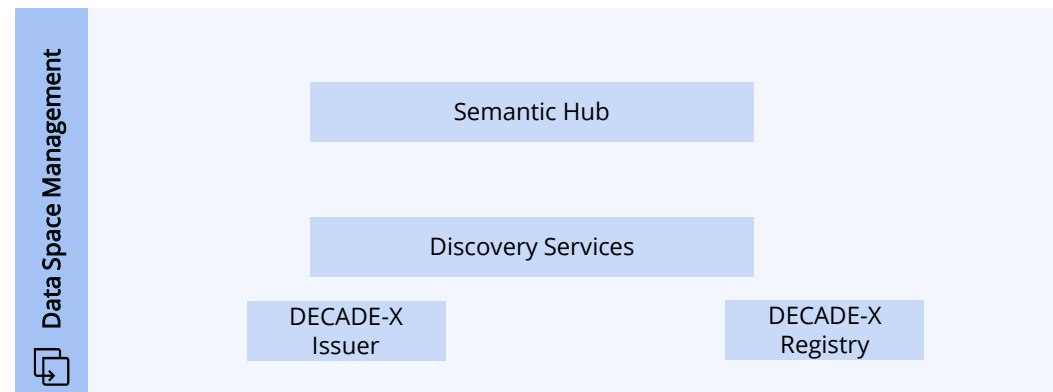 Data Space Management
Semantic Hub
Discovery Services
DECADE-X
Issuer
DECADE-X
Registry